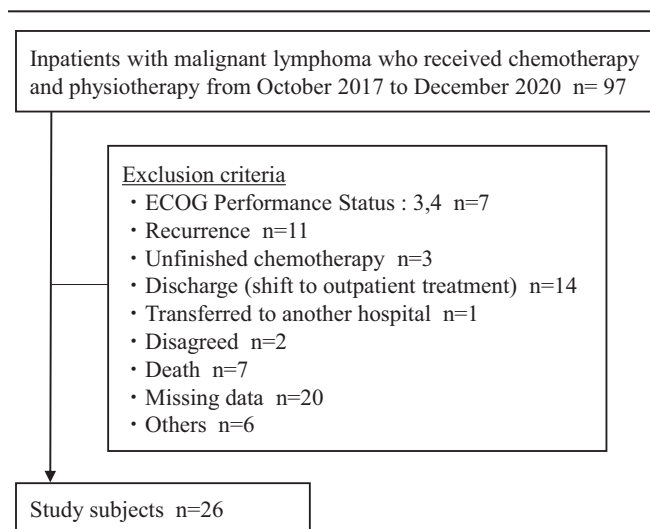 Inpatients with malignant lymphoma who received chemotherapy
and physiotherapy from October 2017 to December 2020 n= 97
Exclusion criteria
・ECOG Performance Status : 3,4 n=7
・Recurrence n=11
・Unfinished chemotherapy n=3
・Discharge (shift to outpatient treatment) n=14
・Transferred to another hospital n=1
・Disagreed n=2
・Death n=7
・Missing data n=20
・Others n=6
Study subjects n=26